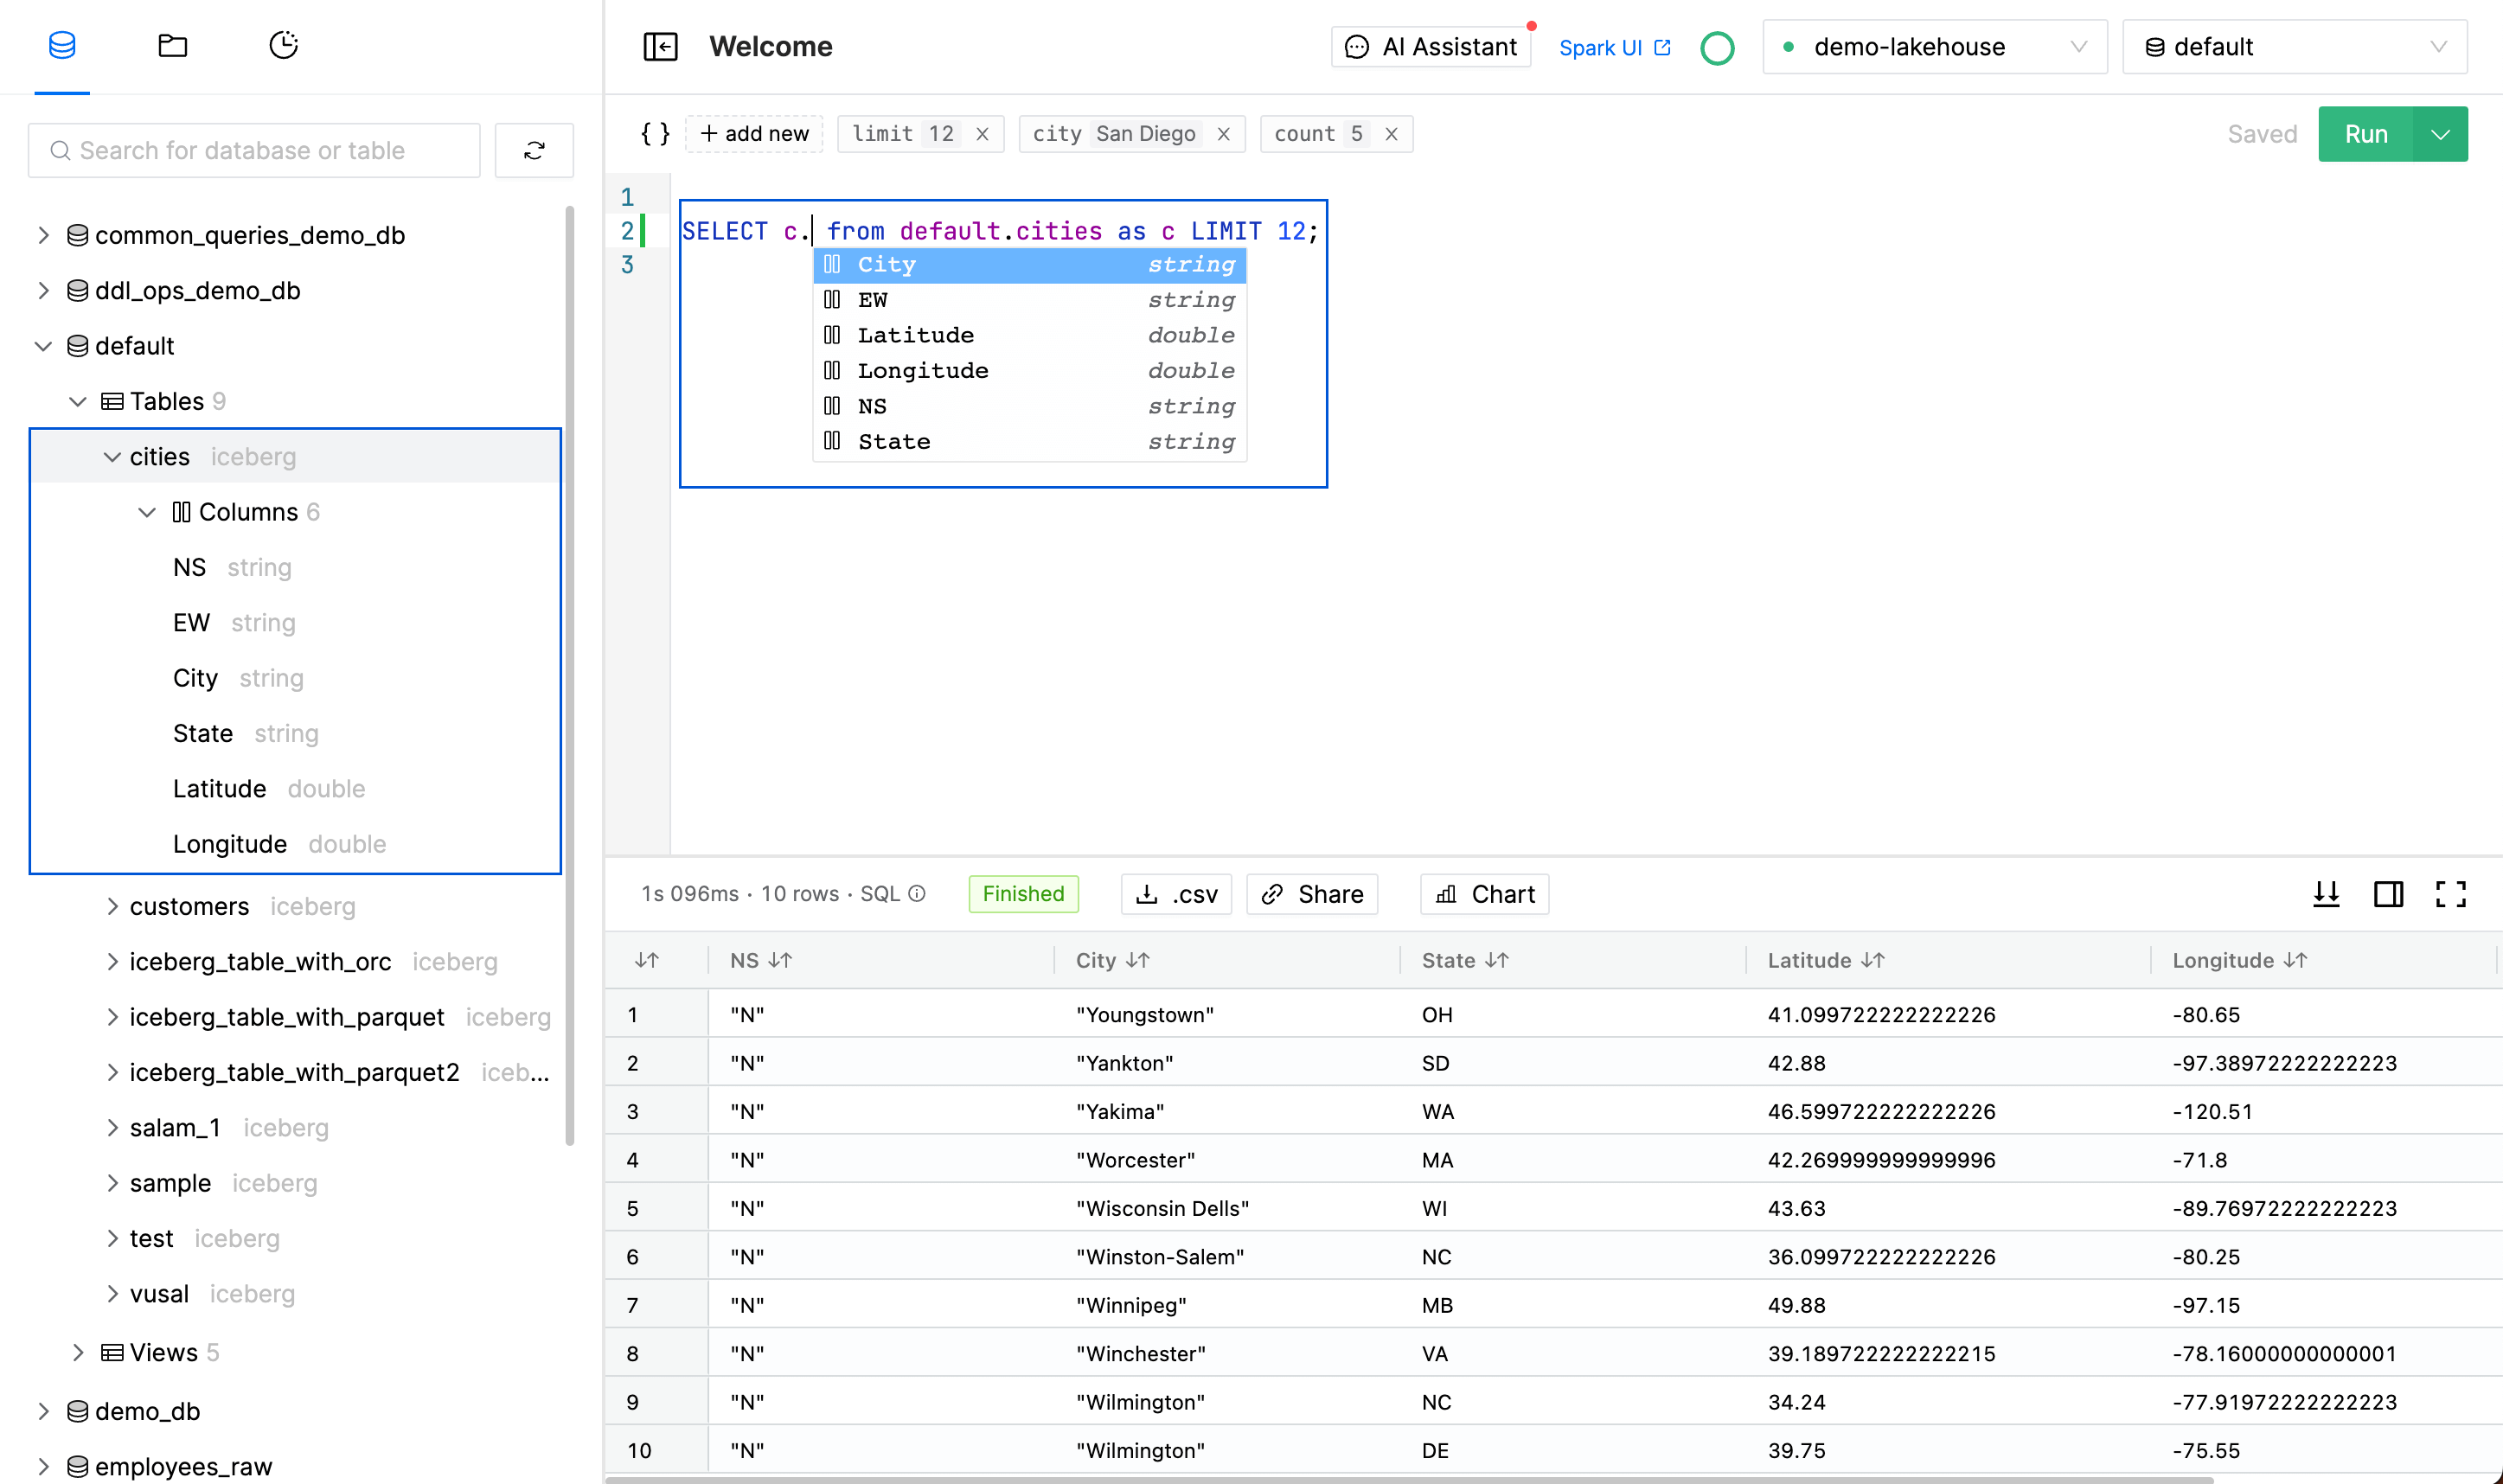 Welcome
AI Assistant
Spark UI
demo-lakehouse
default
Search for database or table
{ } + add new
limit 12
city San Diego
count 5
Saved
Run
common_queries_demo_db
ddl_ops_demo_db
default
Tables 9
cities iceberg
Columns 6
NS string
EW string
City string
State string
Latitude double
Longitude double
customers iceberg
iceberg_table_with_orc iceberg
iceberg_table_with_parquet iceberg
iceberg_table_with_parquet2 iceb...
salam_1 iceberg
sample iceberg
test iceberg
vusal iceberg
Views 5
demo_db
employees_raw
1
2 SELECT c. from default.cities as c LIMIT 12;
3
City string
EW string
Latitude double
Longitude double
NS string
State string
1s 096ms · 10 rows · SQL
Finished
.csv
Share
Chart
NS City State Latitude Longitude
1 "N" "Youngstown" OH 41.099722222222226 -80.65
2 "N" "Yankton" SD 42.88 -97.38972222222223
3 "N" "Yakima" WA 46.599722222222226 -120.51
4 "N" "Worcester" MA 42.269999999999996 -71.8
5 "N" "Wisconsin Dells" WI 43.63 -89.76972222222223
6 "N" "Winston-Salem" NC 36.099722222222226 -80.25
7 "N" "Winnipeg" MB 49.88 -97.15
8 "N" "Winchester" VA 39.189722222222215 -78.16000000000001
9 "N" "Wilmington" NC 34.24 -77.91972222222223
10 "N" "Wilmington" DE 39.75 -75.55